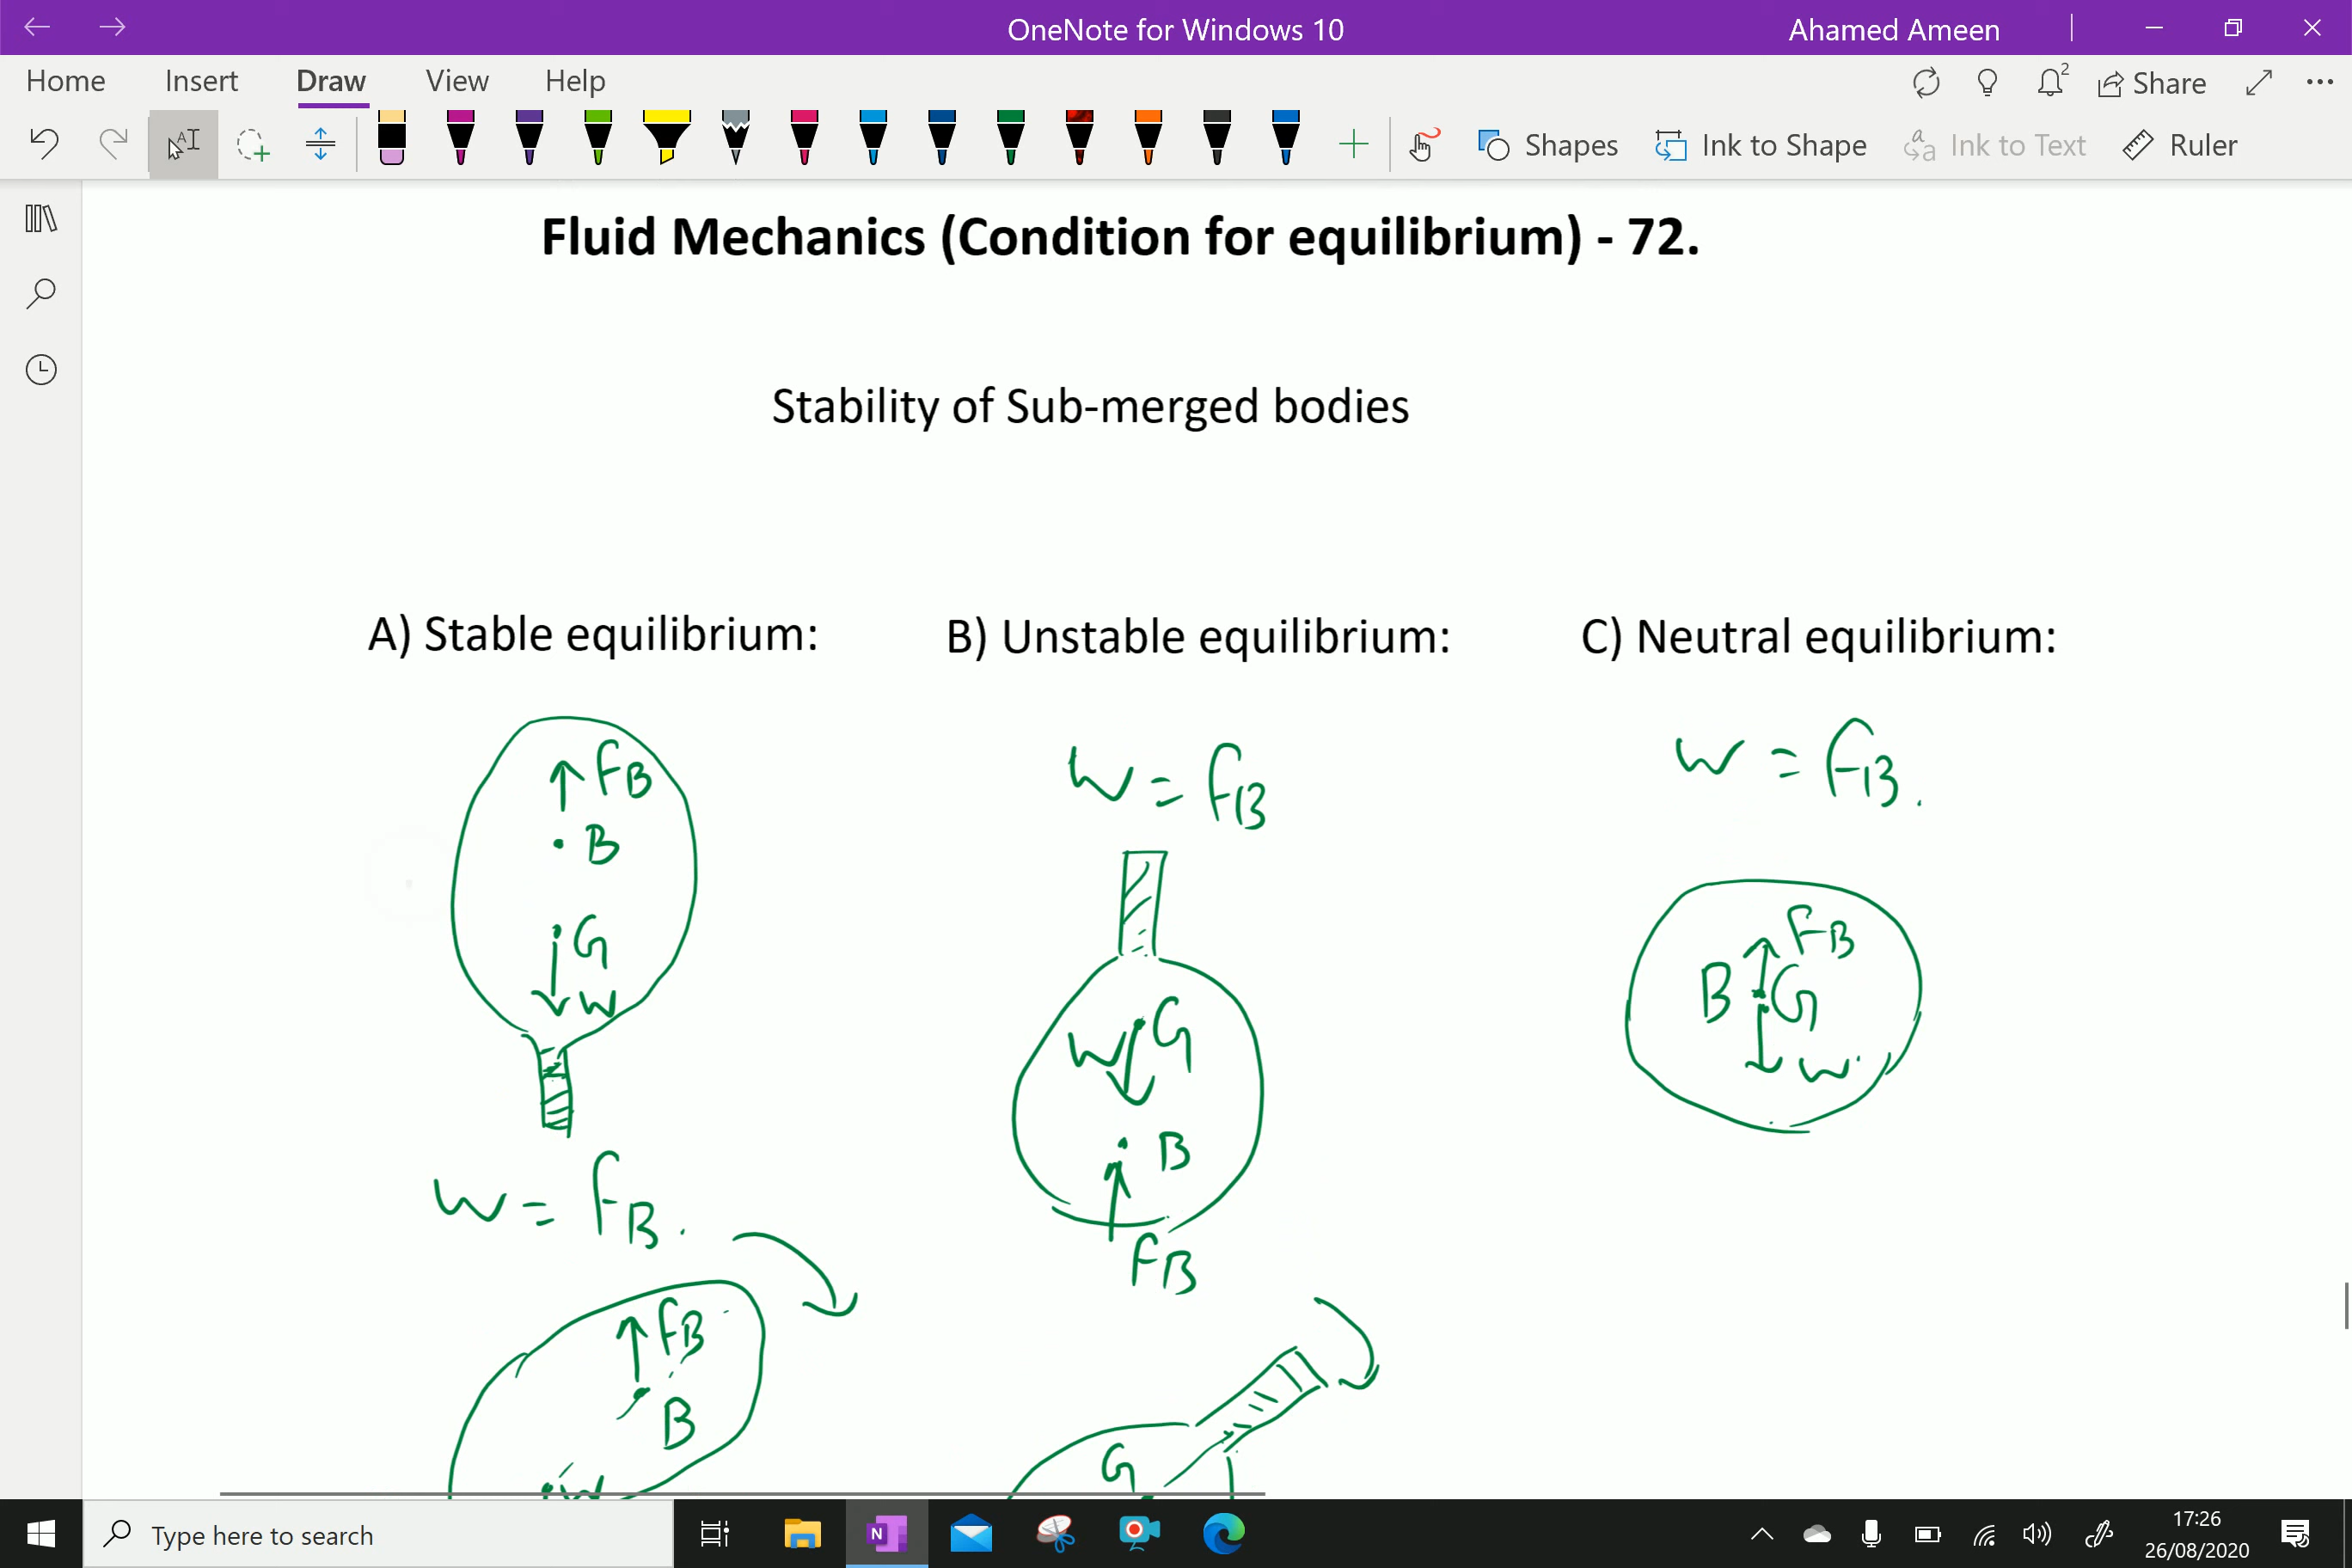 OneNote for Windows 10
Ahamed Ameen
Home Insert Draw View Help
2 Share
Shapes Ink to Shape Ink to Text Ruler
Fluid Mechanics (Condition for equilibrium) - 72.
Stability of Sub-merged bodies
A) Stable equilibrium: B) Unstable equilibrium: C) Neutral equilibrium:
FB
B
G
W
W = FB.
FB
B
W
W = FB
G
W
B
FB
G
W = FB.
FB
B G
W
Type here to search
N
17:26
26/08/2020